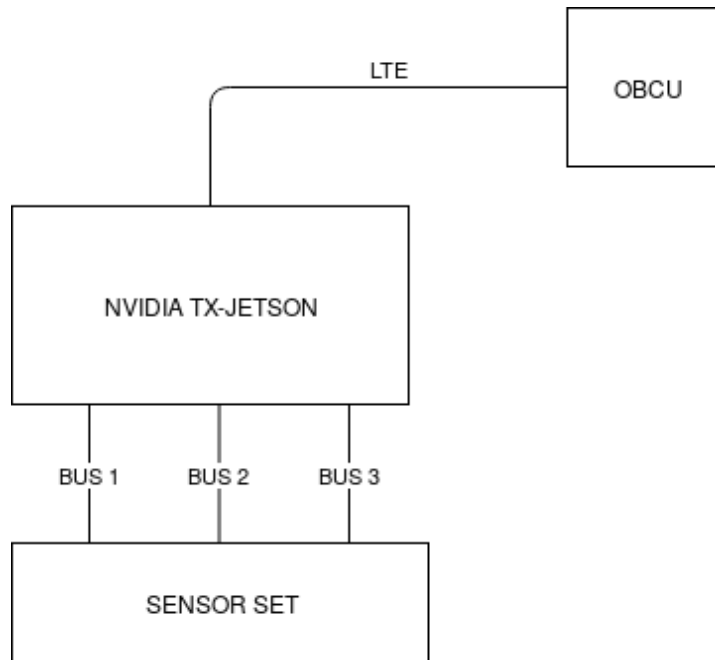 LTE
OBCU
NVIDIA TX-JETSON
BUS 1
BUS 2
BUS 3
SENSOR SET